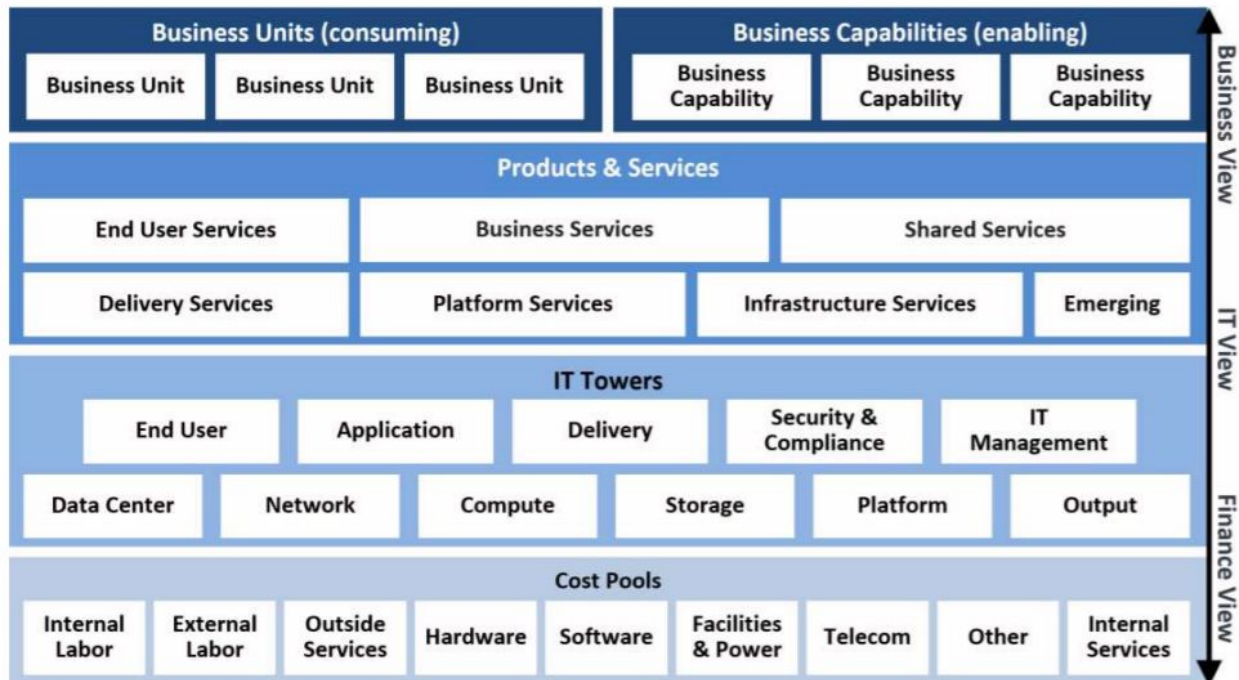 Business Units (consuming)
Business Unit
Business Unit
Business Unit
Business Capabilities (enabling)
Business
Capability
Business
Capability
Business
Capability
Products & Services
End User Services
Business Services
Shared Services
Delivery Services
Platform Services
Infrastructure Services
Emerging
IT Towers
End User
Application
Delivery
Security &
Compliance
IT
Management
Data Center
Network
Compute
Storage
Platform
Output
Cost Pools
Internal
Labor
External
Labor
Outside
Services
Hardware
Software
Facilities
& Power
Telecom
Other
Internal
Services
Business View
IT View
Finance View